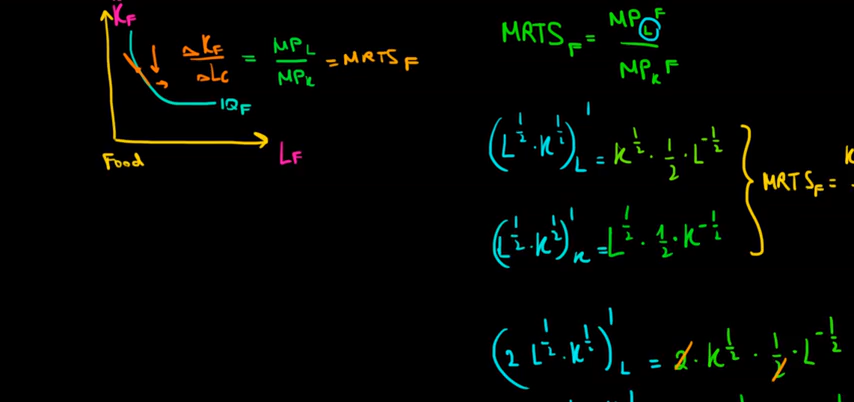 K_F
ΔK_F / ΔL_C = MP_L / MP_K = MRTS_F
IQ_F
Food
L_F
MRTS_F = MP_L F / MP_K F
(L^{1/2} · K^{1/2})'_L = K^{1/2} · 1/2 · L^{-1/2}
(L^{1/2} · K^{1/2})'_K = L^{1/2} · 1/2 · K^{-1/2}
MRTS_F =
(2 L^{1/2} · K^{1/2})'_L = 2 · K^{1/2} · 1/2 · L^{-1/2}